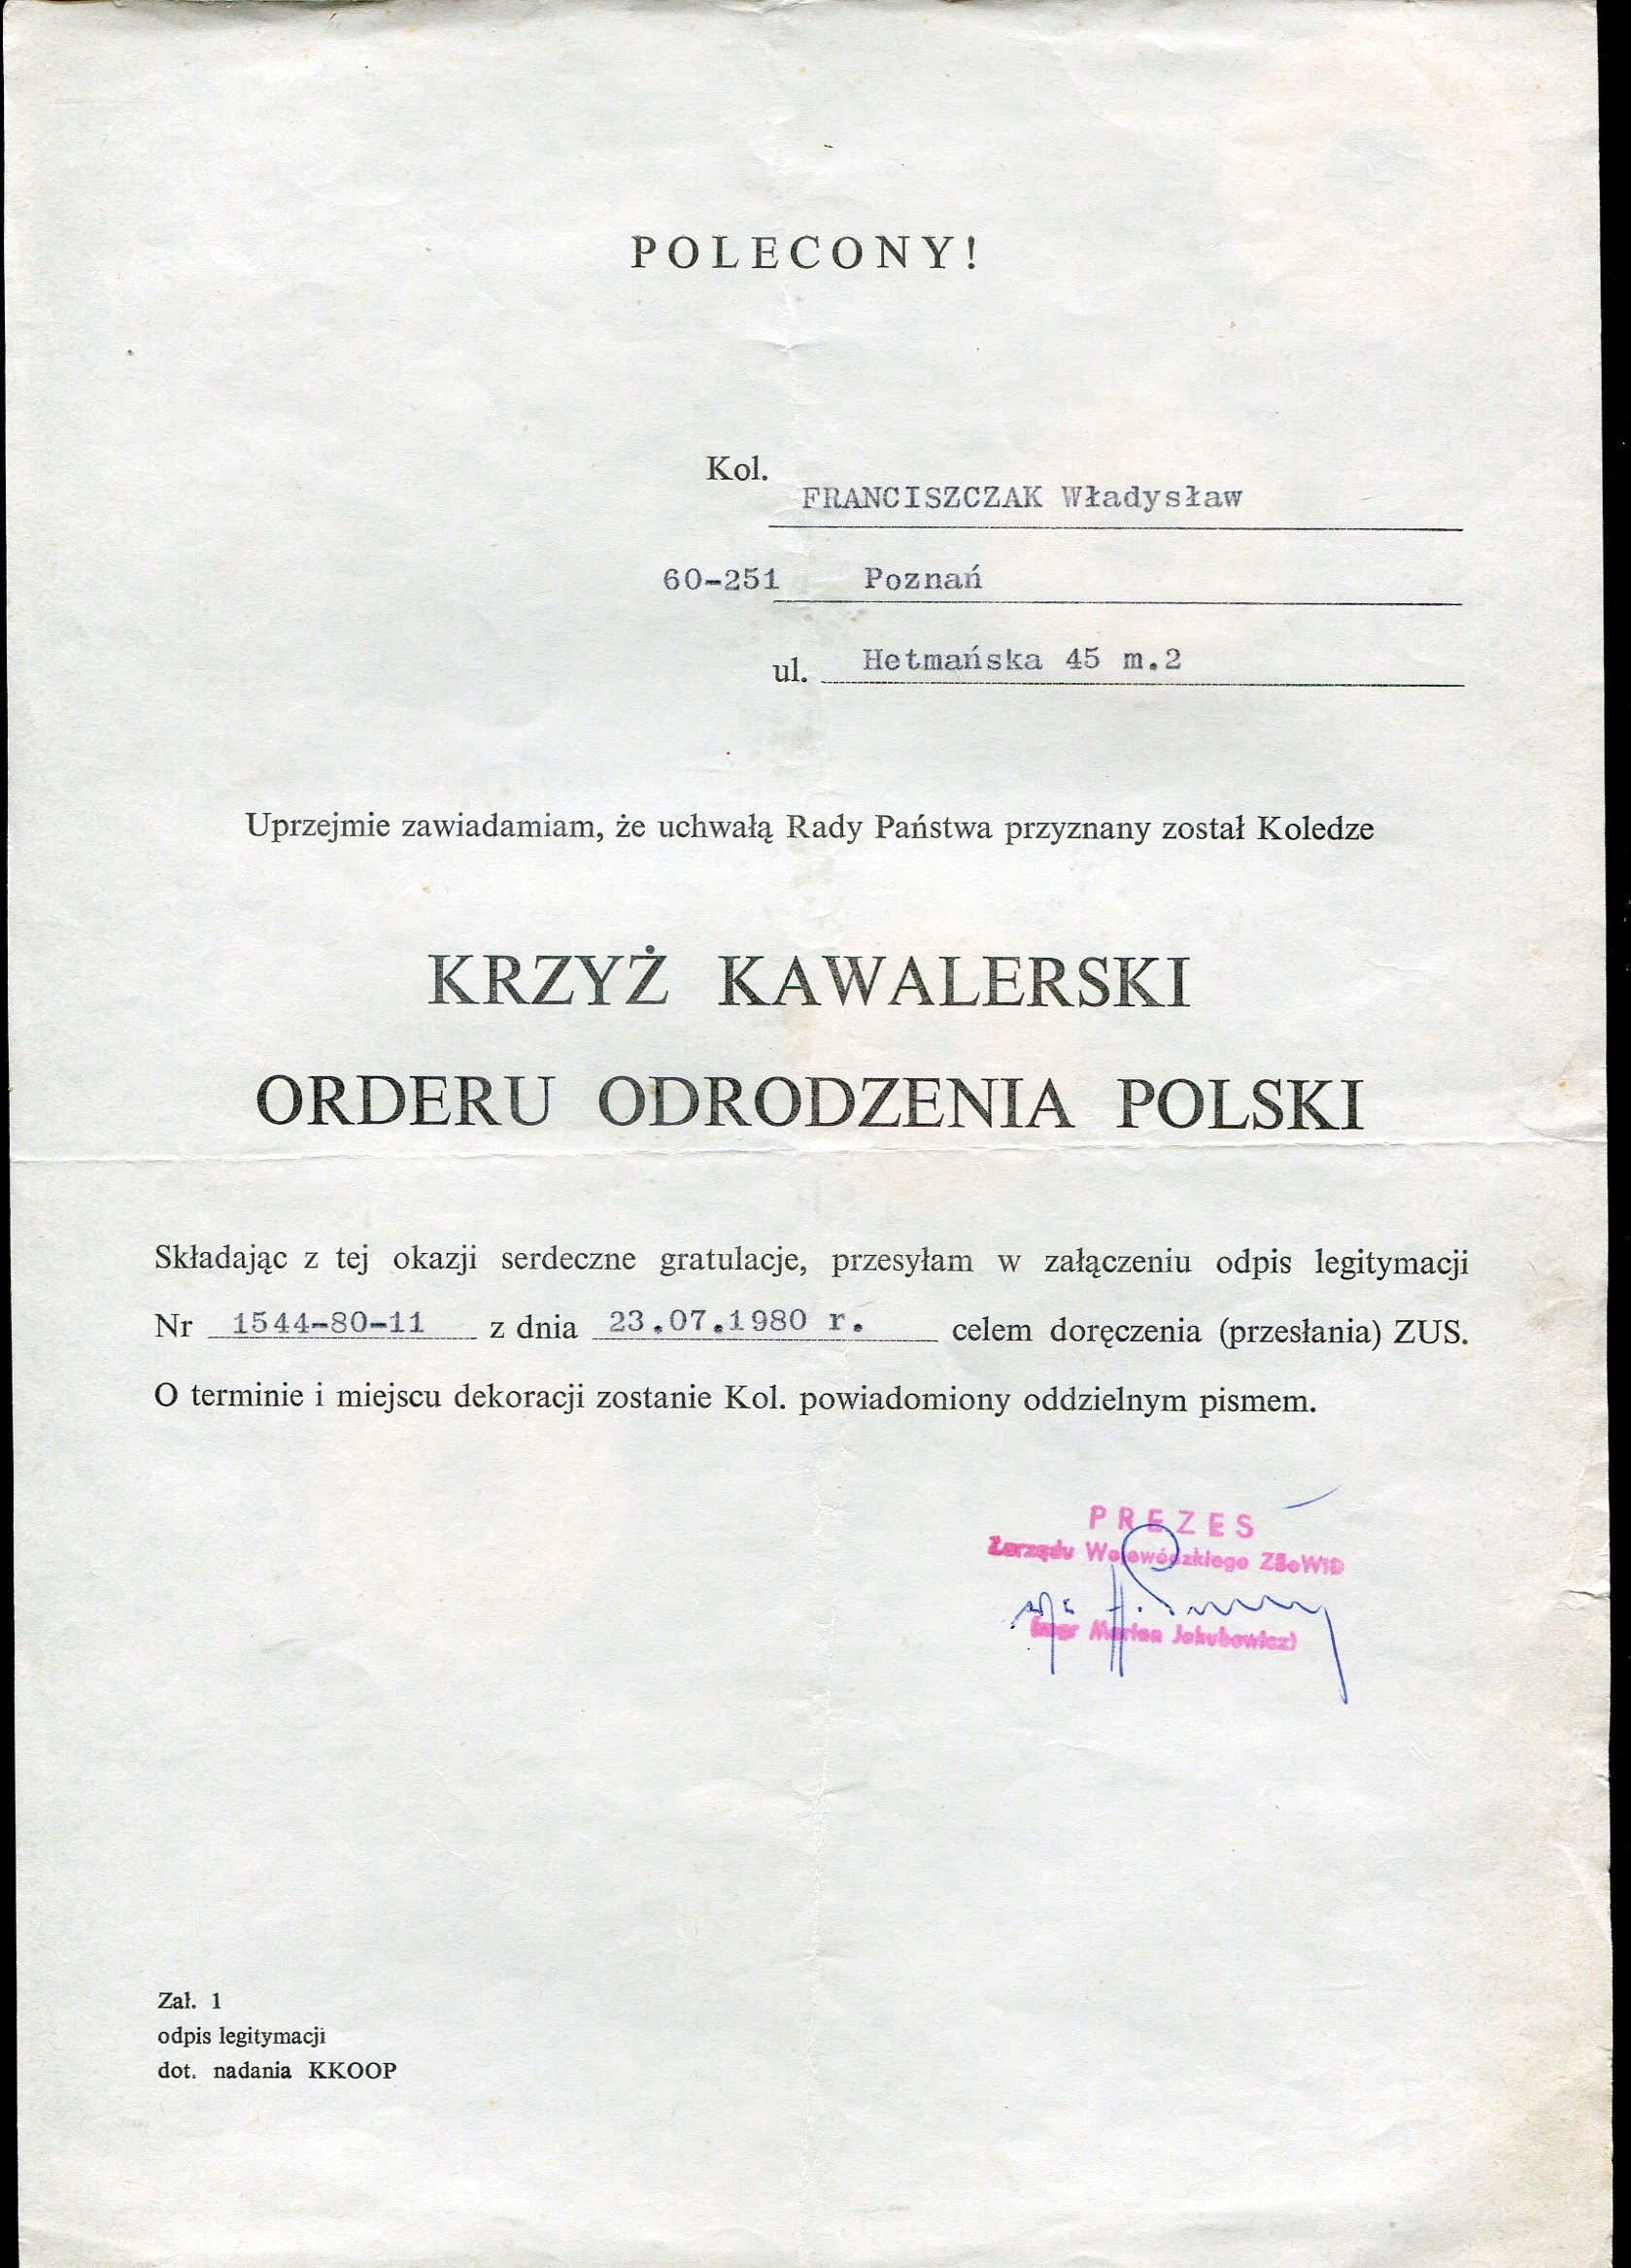 POLECONY!
Kol.
FRANCISZCZAK Władysław
60-251 Poznań
ul. Hetmańska 45 m.2
Uprzejmie zawiadamiam, że uchwałą Rady Państwa przyznany został Koledze
KRZYŻ KAWALERSKI
ORDERU ODRODZENIA POLSKI
Składając z tej okazji serdeczne gratulacje, przesyłam w załączeniu odpis legitymacji
Nr 1544-80-11 z dnia 23.07.1980 r. celem doręczenia (przesłania) ZUS.
O terminie i miejscu dekoracji zostanie Kol. powiadomiony oddzielnym pismem.
PREZES
Zarządu Wojewódzkiego ZBoWiD
(mgr Marian Jakubowicz)
Zał. 1
odpis legitymacji
dot. nadania KKOOP